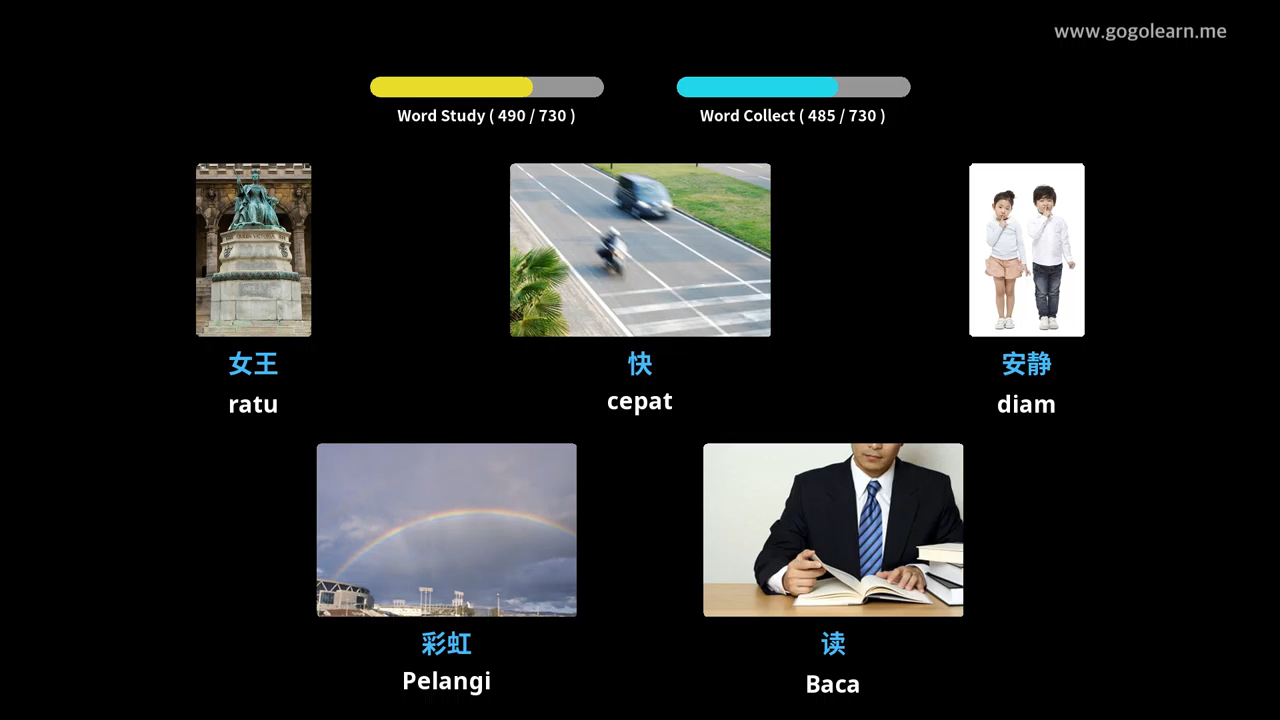 www.gogolearn.me
Word Study ( 490 / 730 )
Word Collect ( 485 / 730 )
女王
快
安静
ratu
cepat
diam
彩虹
读
Pelangi
Baca